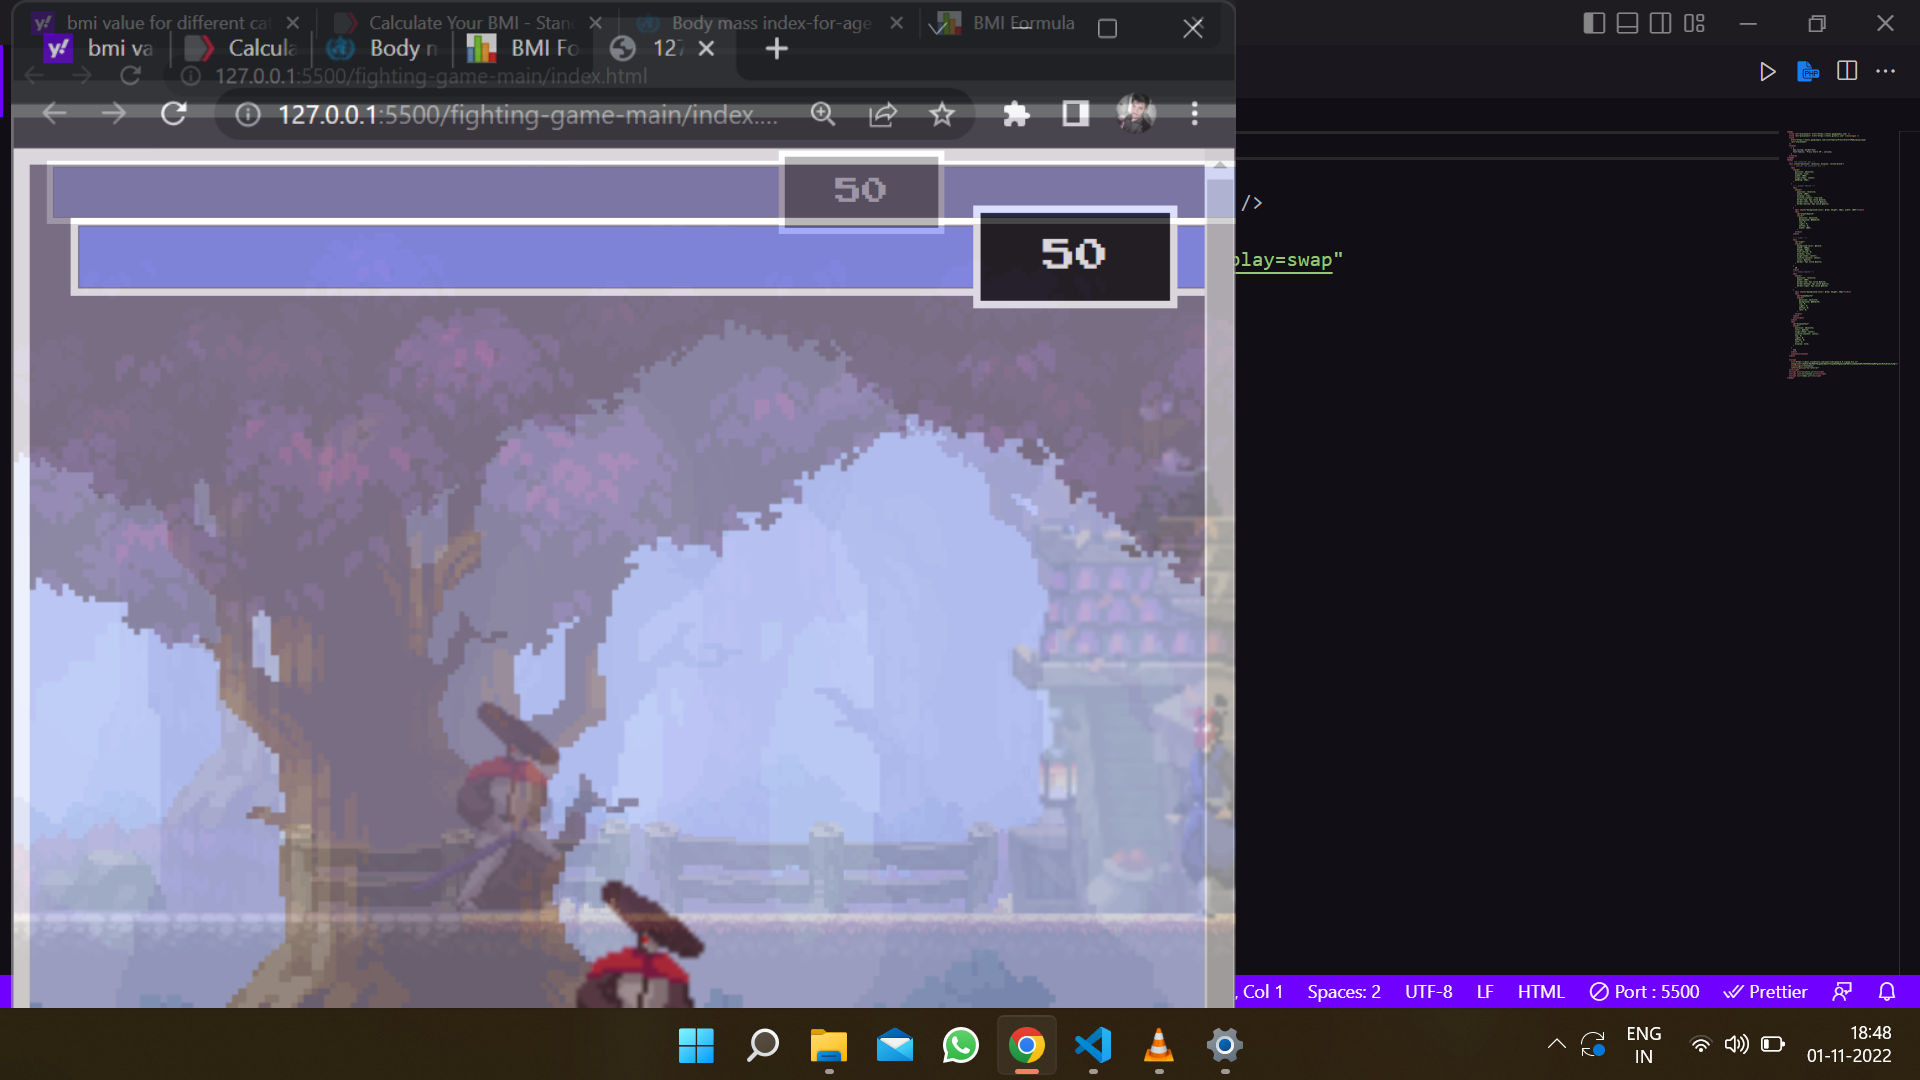 bmi value for different cat
Calculate Your BMI - Stan
Body mass index-for-age
BMI Formula
bmi va
Calcula
Body n
BMI Fo
127
127.0.0.1:5500/fighting-game-main/index.html
127.0.0.1:5500/fighting-game-main/index....
50
50
/>
play=swap"
, Col 1
Spaces: 2
UTF-8
LF
HTML
Port : 5500
Prettier
ENG
IN
18:48
01-11-2022